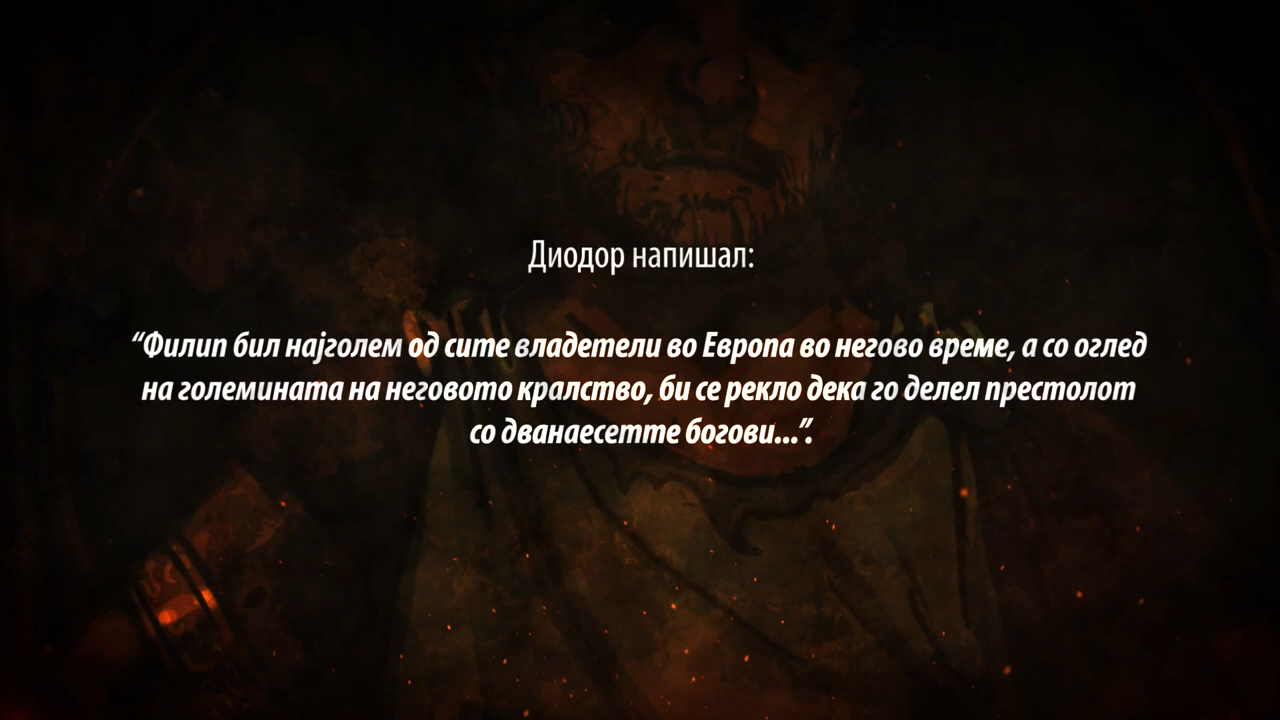 Диодор напишал:
“Филип бил најголем од сите владетели во Европа во негово време, а со оглед
на големината на неговото кралство, би се рекло дека го делел престолот
со дванаесетте богови...”.